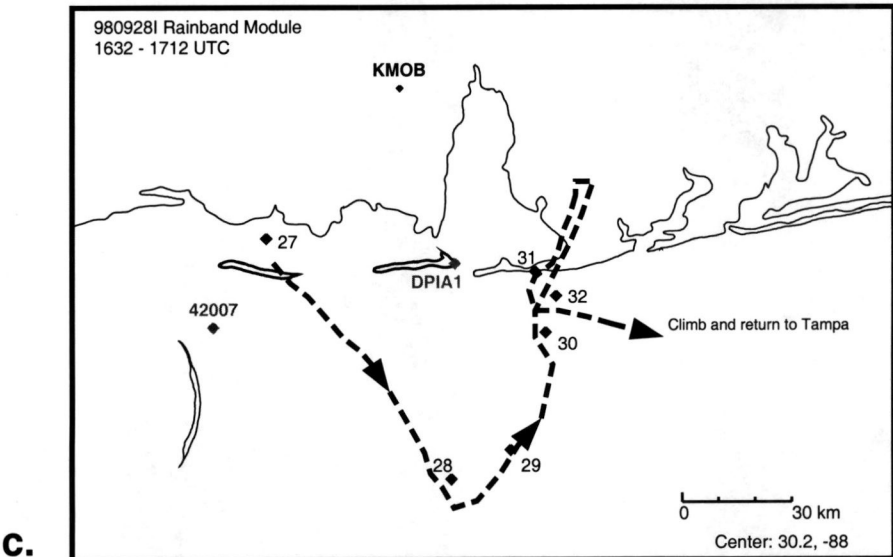 980928I Rainband Module
1632 - 1712 UTC
KMOB
27
31
DPIA1
32
42007
Climb and return to Tampa
30
28
29
0 30 km
Center: 30.2, -88
c.